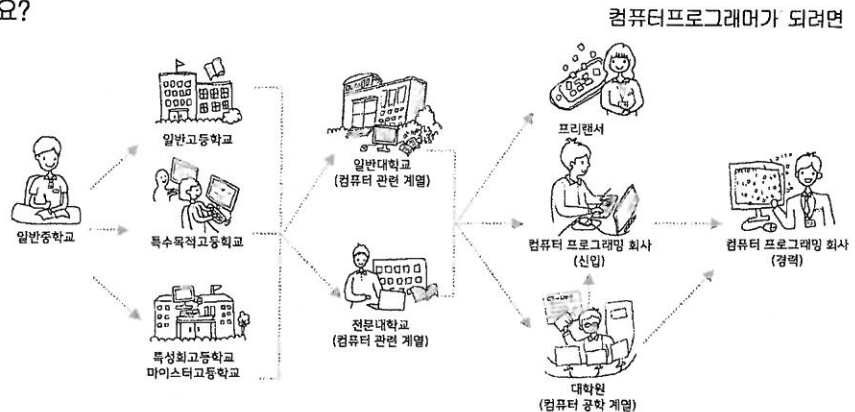 요?
컴퓨터프로그래머가 되려면
일반중학교
일반고등학교
특수목적고등학교
특성화고등학교
마이스터고등학교
일반대학교
(컴퓨터 관련 계열)
전문대학교
(컴퓨터 관련 계열)
프리랜서
컴퓨터 프로그래밍 회사
(신입)
대학원
(컴퓨터 공학 계열)
컴퓨터 프로그래밍 회사
(경력)